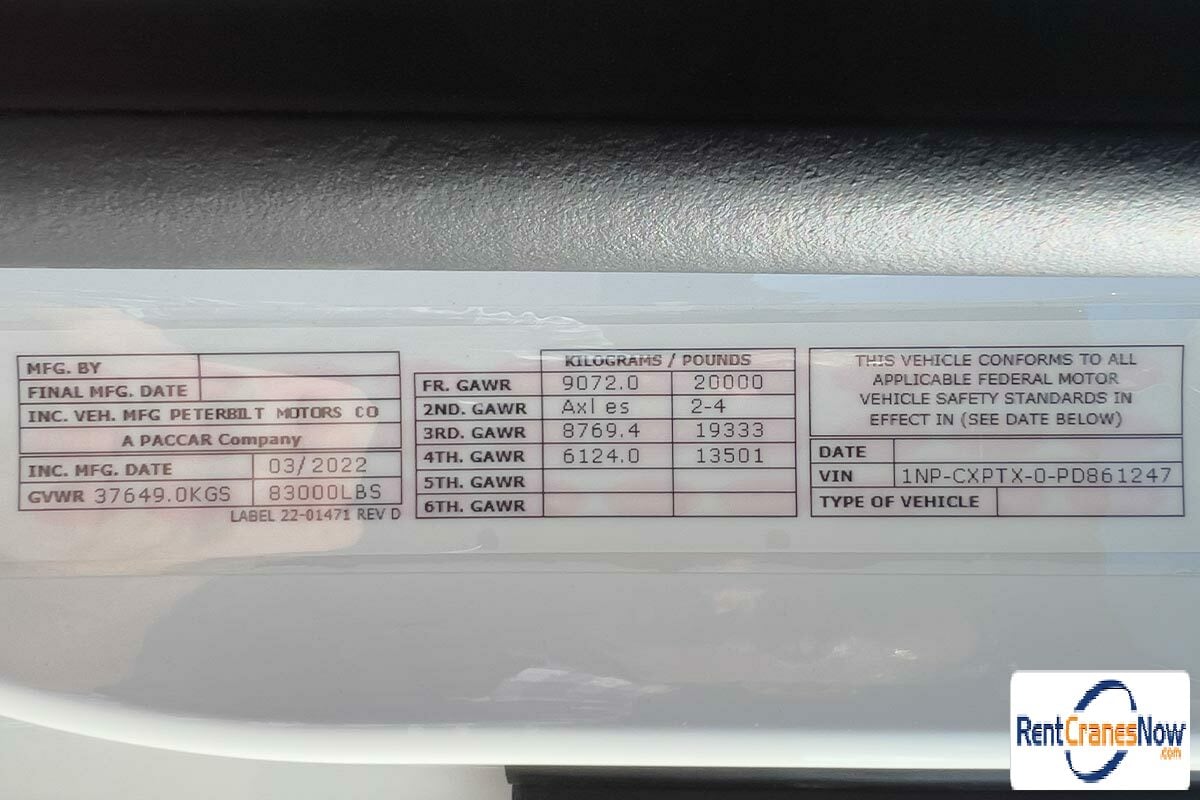 MFG. BY
FINAL MFG. DATE
INC. VEH. MFG PETERBILT MOTORS CO
A PACCAR Company
INC. MFG. DATE 03/2022
GVWR 37649.0KGS 83000LBS
LABEL 22-01471 REV D
KILOGRAMS / POUNDS
FR. GAWR 9072.0 20000
2ND. GAWR Axles 2-4
3RD. GAWR 8769.4 19333
4TH. GAWR 6124.0 13501
5TH. GAWR
6TH. GAWR
THIS VEHICLE CONFORMS TO ALL
APPLICABLE FEDERAL MOTOR
VEHICLE SAFETY STANDARDS IN
EFFECT IN (SEE DATE BELOW)
DATE
VIN 1NP-CXPTX-0-PD861247
TYPE OF VEHICLE
RentCranesNow
.com